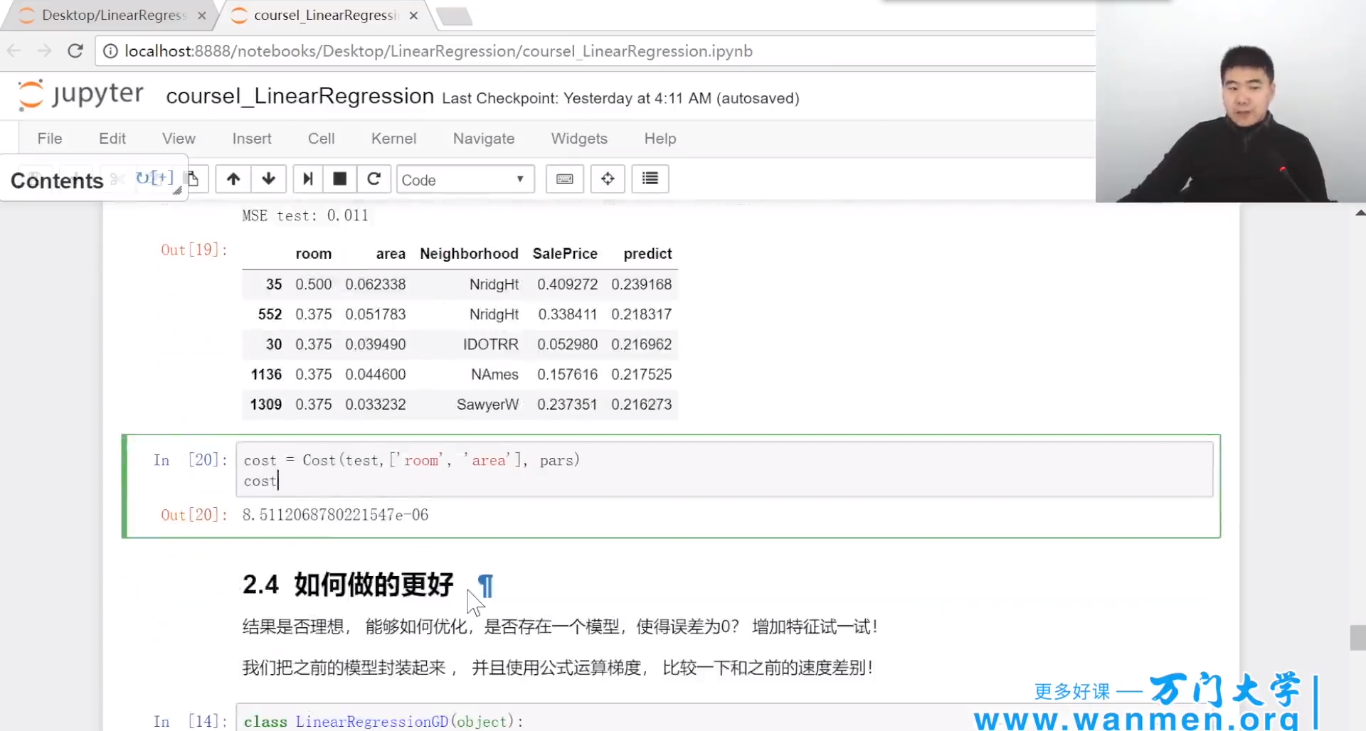 Desktop/LinearRegress
courseI_LinearRegressi
localhost:8888/notebooks/Desktop/LinearRegression/courseI_LinearRegression.ipynb
jupyter courseI_LinearRegression Last Checkpoint: Yesterday at 4:11 AM (autosaved)
File Edit View Insert Cell Kernel Navigate Widgets Help
Contents ↻[+] Code
MSE test: 0.011
Out[19]:
room area Neighborhood SalePrice predict
35 0.500 0.062338 NridgHt 0.409272 0.239168
552 0.375 0.051783 NridgHt 0.338411 0.218317
30 0.375 0.039490 IDOTRR 0.052980 0.216962
1136 0.375 0.044600 NAmes 0.157616 0.217525
1309 0.375 0.033232 SawyerW 0.237351 0.216273
In [20]: cost = Cost(test,['room', 'area'], pars)
cost
Out[20]: 8.5112068780221547e-06
2.4 如何做的更好 ¶
结果是否理想， 能够如何优化，是否存在一个模型，使得误差为0？ 增加特征试一试！
我们把之前的模型封装起来 ， 并且使用公式运算梯度， 比较一下和之前的速度差别！
更多好课 — 万门大学
www.wanmen.org
In [14]: class LinearRegressionGD(object):